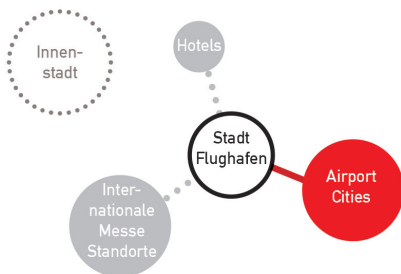 Hotels
Innen-
stadt
Stadt
Flughafen
Airport
Cities
Inter-
nationale
Messe
Standorte